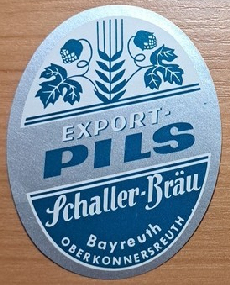 EXPORT-
PILS
Schaller-Bräu
Bayreuth
OBERKONNERSREUTH